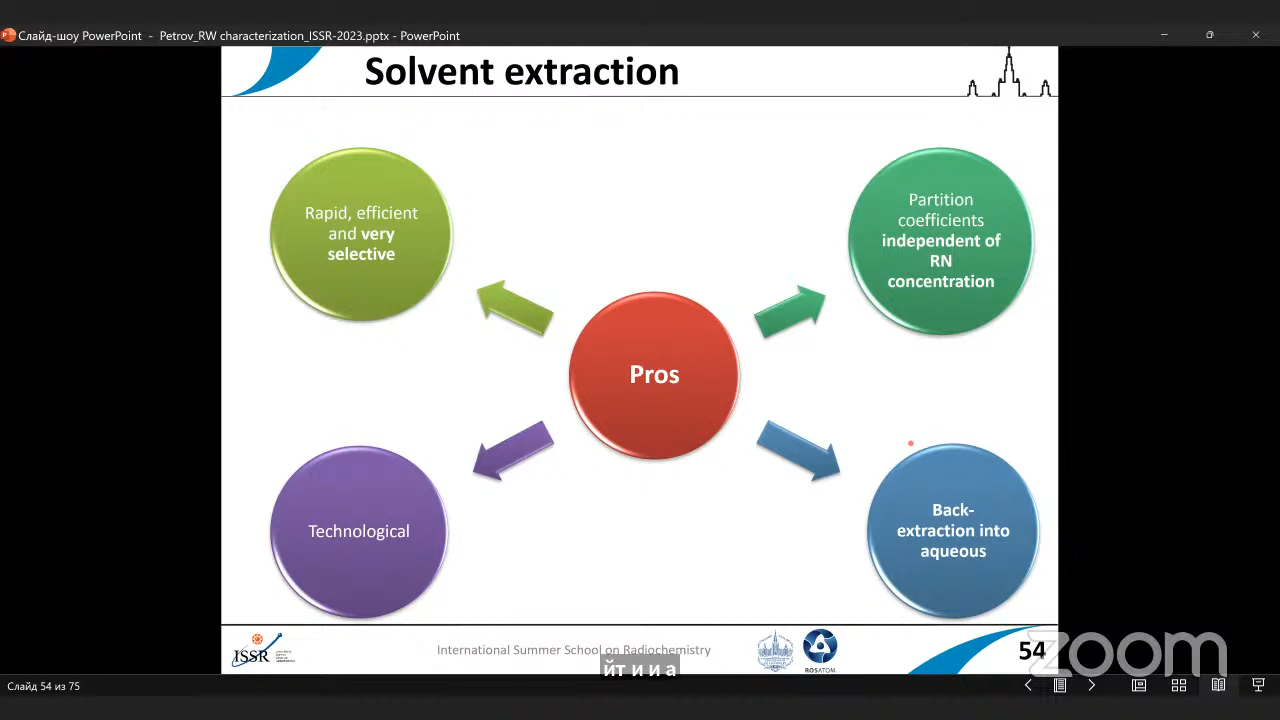 Слайд-шоу PowerPoint - Petrov_RW characterization_ISSR-2023.pptx - PowerPoint
Solvent extraction
Rapid, efficient
and very
selective
Partition
coefficients
independent of
RN
concentration
Pros
Technological
Back-
extraction into
aqueous
ISSR
International Summer School on Radiochemistry
ROSATOM
54
zoom
йт и и а
Слайд 54 из 75